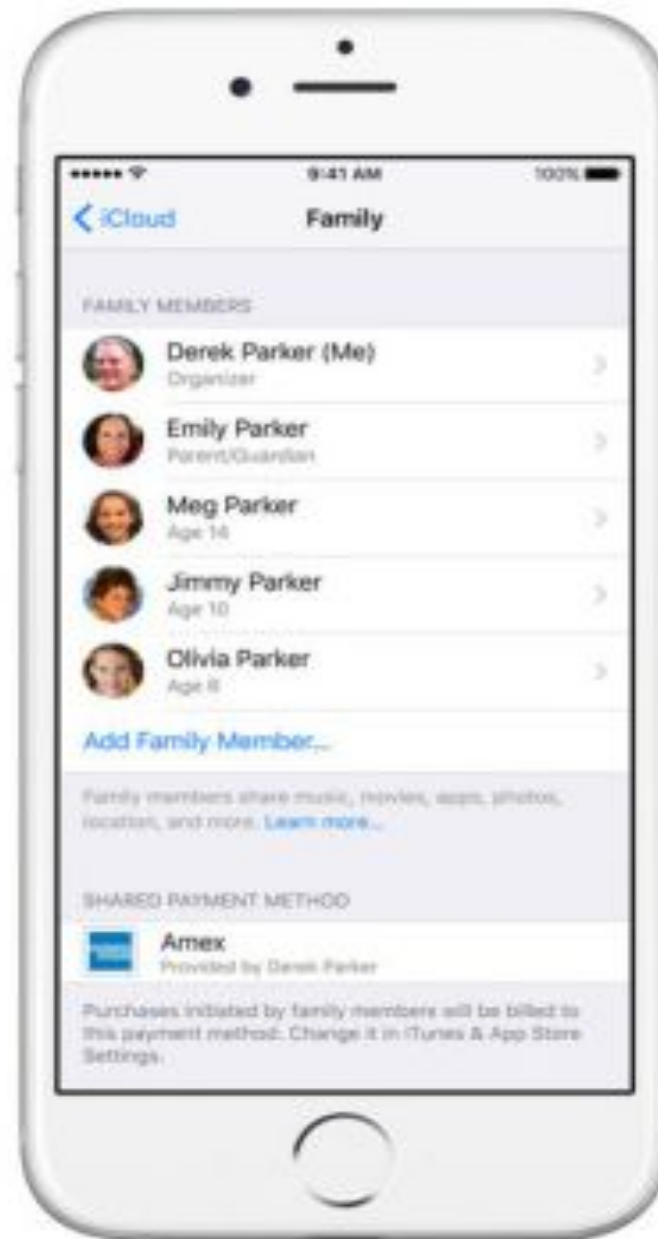 9:41 AM
100%
iCloud
Family
FAMILY MEMBERS
Derek Parker (Me)
Organizer
Emily Parker
Parent/Guardian
Meg Parker
Age 14
Jimmy Parker
Age 10
Olivia Parker
Age 8
Add Family Member...
Family members share music, movies, apps, photos,
location, and more. Learn more...
SHARED PAYMENT METHOD
Amex
Provided by Derek Parker
Purchases initiated by family members will be billed to
this payment method. Change it in iTunes & App Store
Settings.